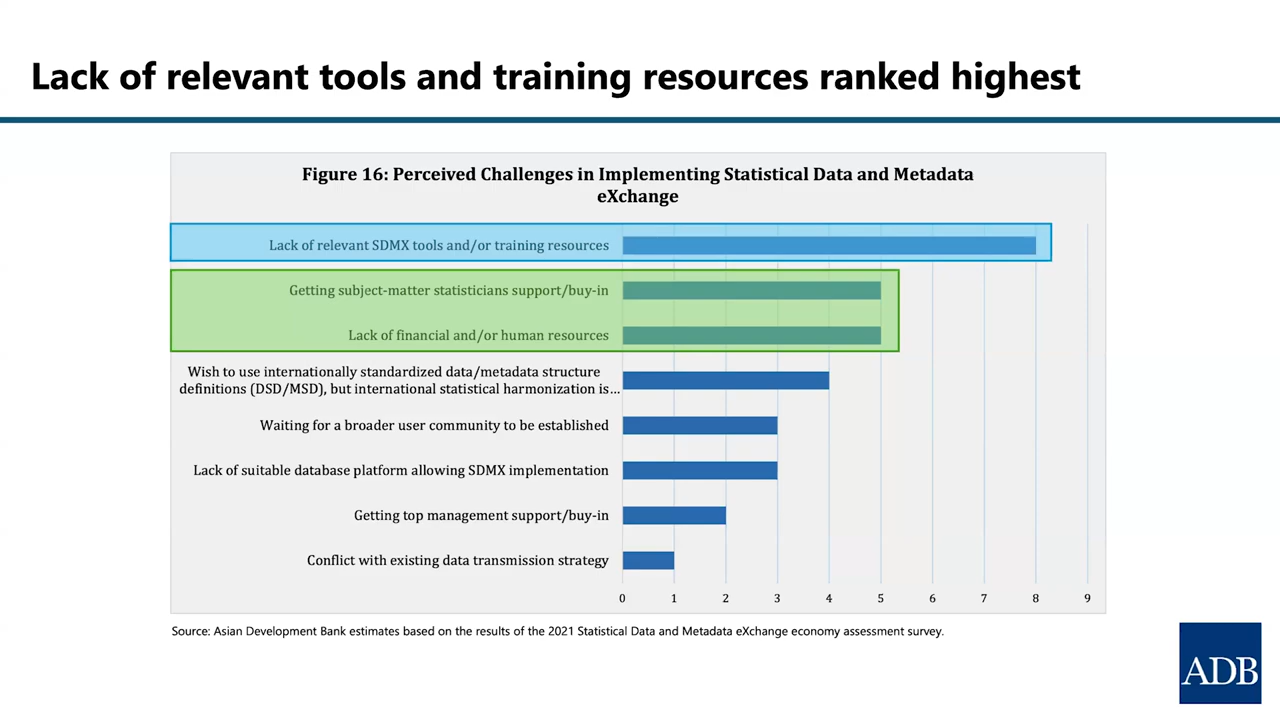 Lack of relevant tools and training resources ranked highest
Figure 16: Perceived Challenges in Implementing Statistical Data and Metadata
eXchange
Lack of relevant SDMX tools and/or training resources
Getting subject-matter statisticians support/buy-in
Lack of financial and/or human resources
Wish to use internationally standardized data/metadata structure
definitions (DSD/MSD), but international statistical harmonization is...
Waiting for a broader user community to be established
Lack of suitable database platform allowing SDMX implementation
Getting top management support/buy-in
Conflict with existing data transmission strategy
0 1 2 3 4 5 6 7 8 9
Source: Asian Development Bank estimates based on the results of the 2021 Statistical Data and Metadata eXchange economy assessment survey.
ADB